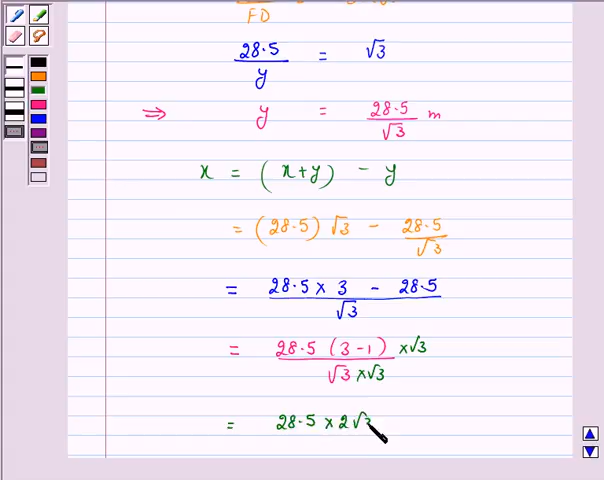 FD
28.5 / y = √3
⇒ y = 28.5 / √3 m
x = (x+y) - y
= (28.5) √3 - 28.5 / √3
= 28.5 × 3 - 28.5 / √3
= 28.5 (3-1) × √3 / √3 × √3
= 28.5 × 2√3